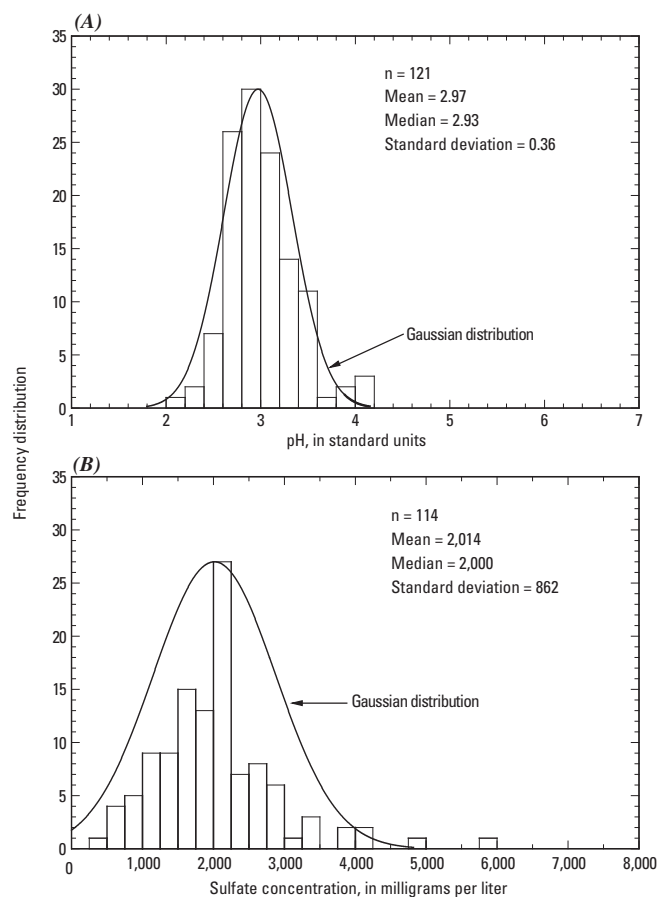 (A)
35
30
25
20
15
10
5
0
n = 121
Mean = 2.97
Median = 2.93
Standard deviation = 0.36
Gaussian distribution
1 2 3 4 5 6 7
pH, in standard units
Frequency distribution
(B)
35
30
25
20
15
10
5
0
n = 114
Mean = 2,014
Median = 2,000
Standard deviation = 862
Gaussian distribution
0 1,000 2,000 3,000 4,000 5,000 6,000 7,000 8,000
Sulfate concentration, in milligrams per liter